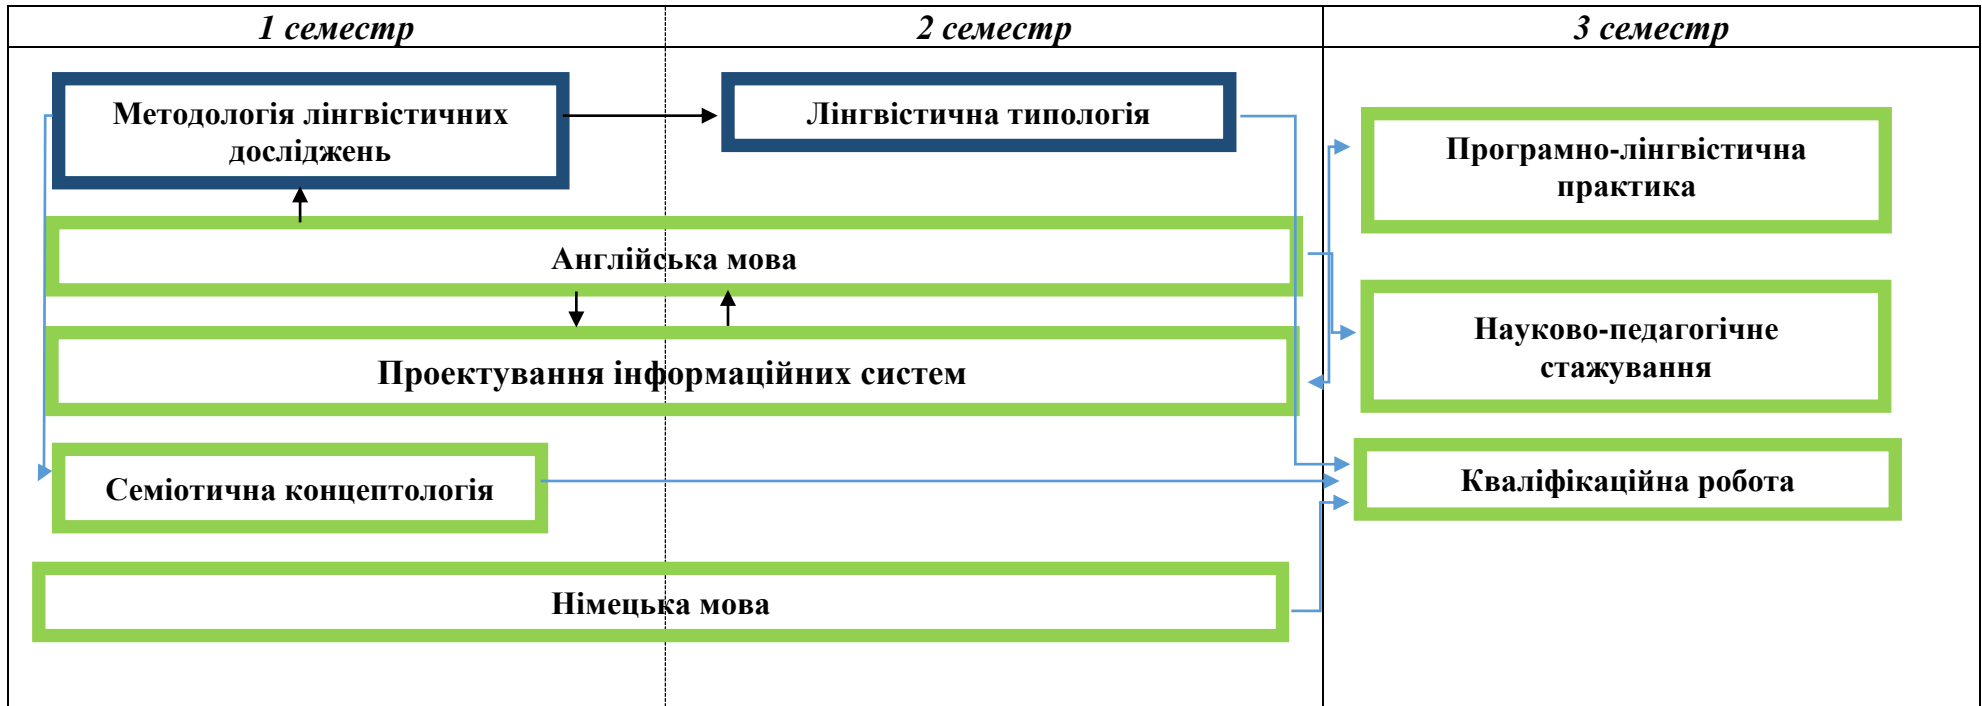 1 семестр
2 семестр
3 семестр
Методологія лінгвістичних
досліджень
Лінгвістична типологія
Програмно-лінгвістична
практика
Англійська мова
Науково-педагогічне
стажування
Проектування інформаційних систем
Семіотична концептологія
Кваліфікаційна робота
Німецька мова